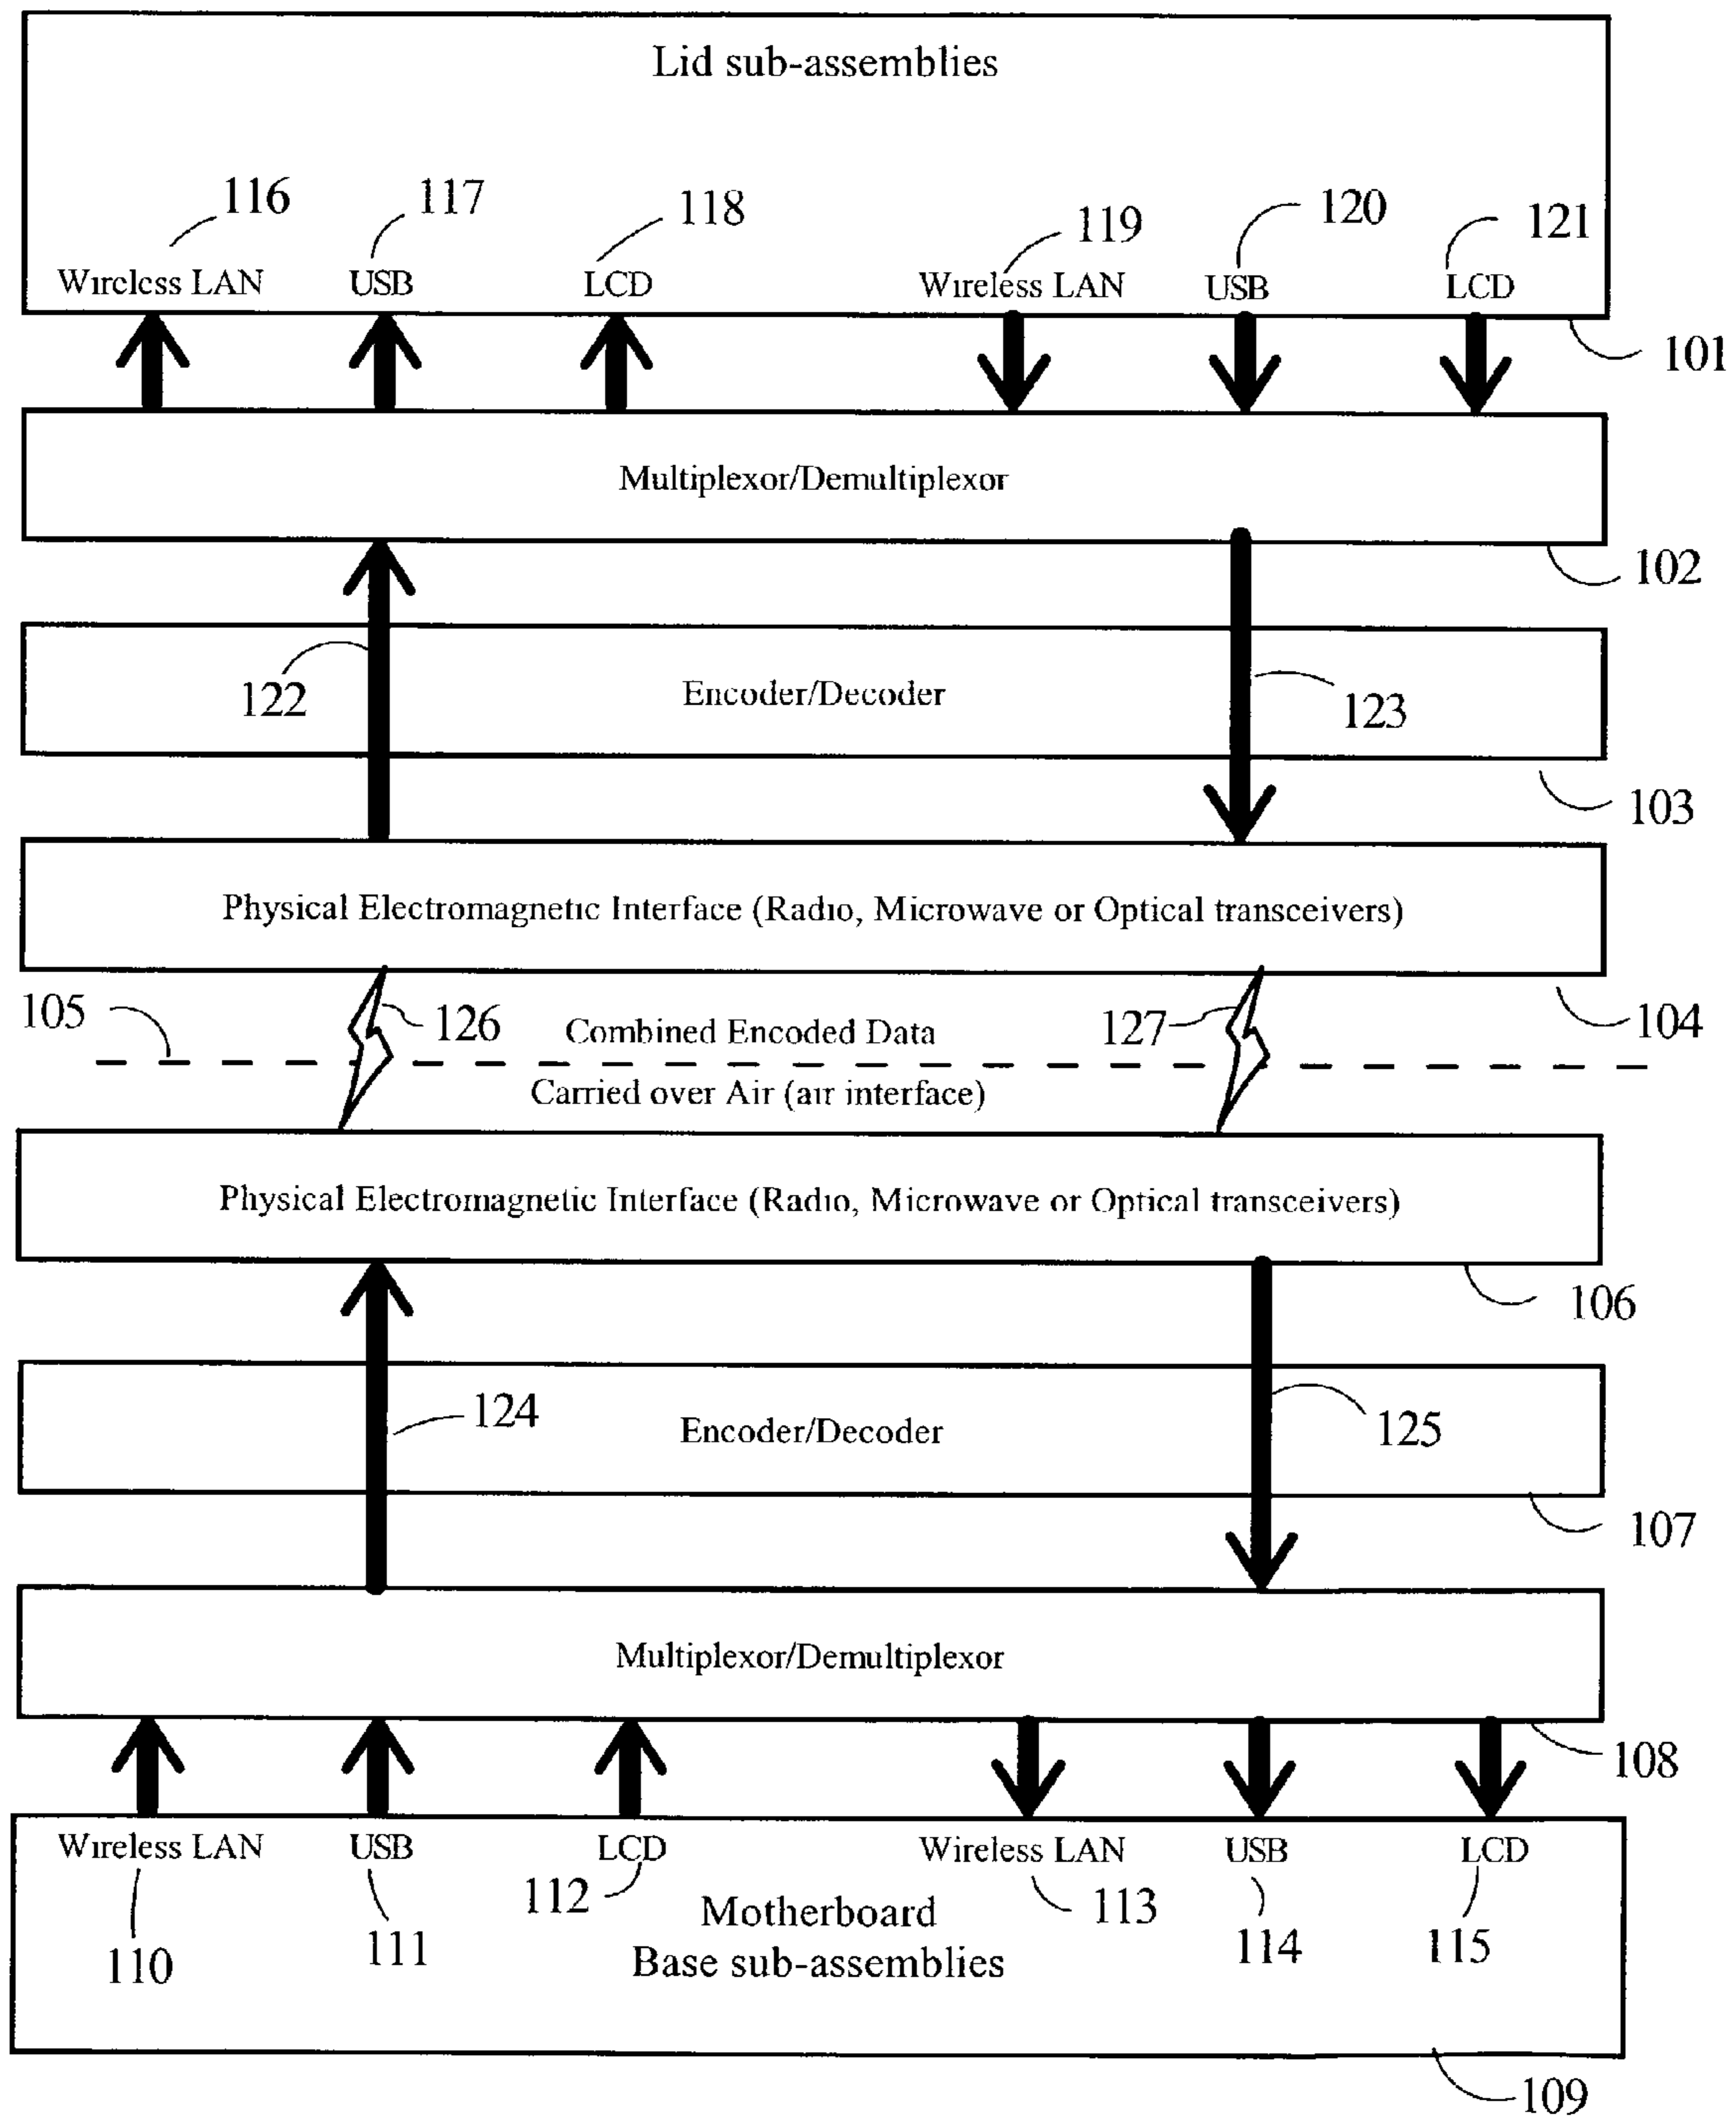 Lid sub-assemblies
116 117 118 119 120 121
Wireless LAN USB LCD Wireless LAN USB LCD
101
Multiplexor/Demultiplexor
102
122 Encoder/Decoder 123
103
Physical Electromagnetic Interface (Radio, Microwave or Optical transceivers)
105 126 Combined Encoded Data 127 104
Carried over Air (air interface)
Physical Electromagnetic Interface (Radio, Microwave or Optical transceivers)
106
124 Encoder/Decoder 125
107
Multiplexor/Demultiplexor
108
Wireless LAN USB LCD Wireless LAN USB LCD
112 Motherboard 113
110 111 Base sub-assemblies 114 115
109